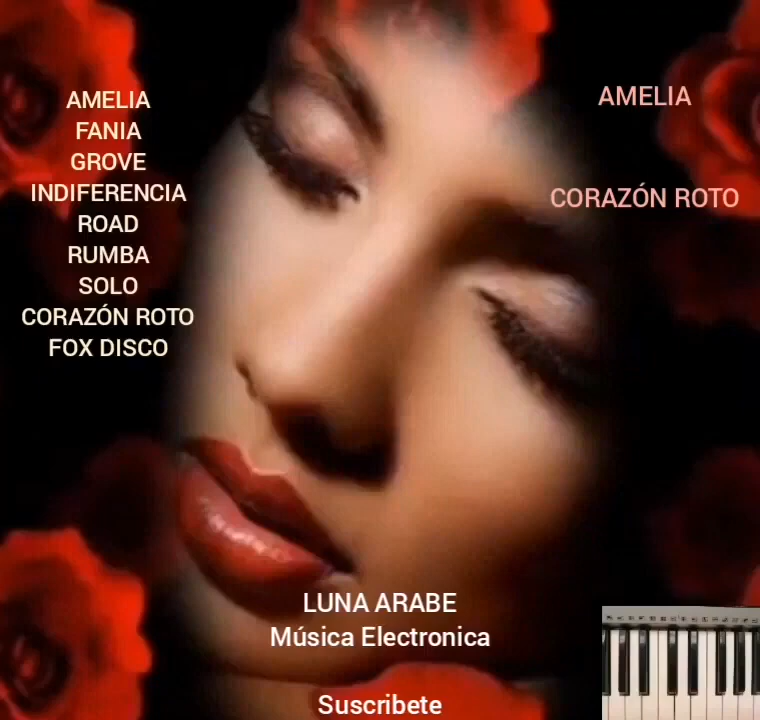 AMELIA
FANIA
GROVE
INDIFERENCIA
ROAD
RUMBA
SOLO
CORAZÓN ROTO
FOX DISCO
AMELIA
CORAZÓN ROTO
LUNA ARABE
Música Electronica
Suscribete